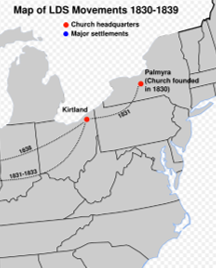 Map of LDS Movements 1830-1839
Church headquarters
Major settlements
Palmyra
(Church founded
in 1830)
Kirtland
1831
1838
1831-1833